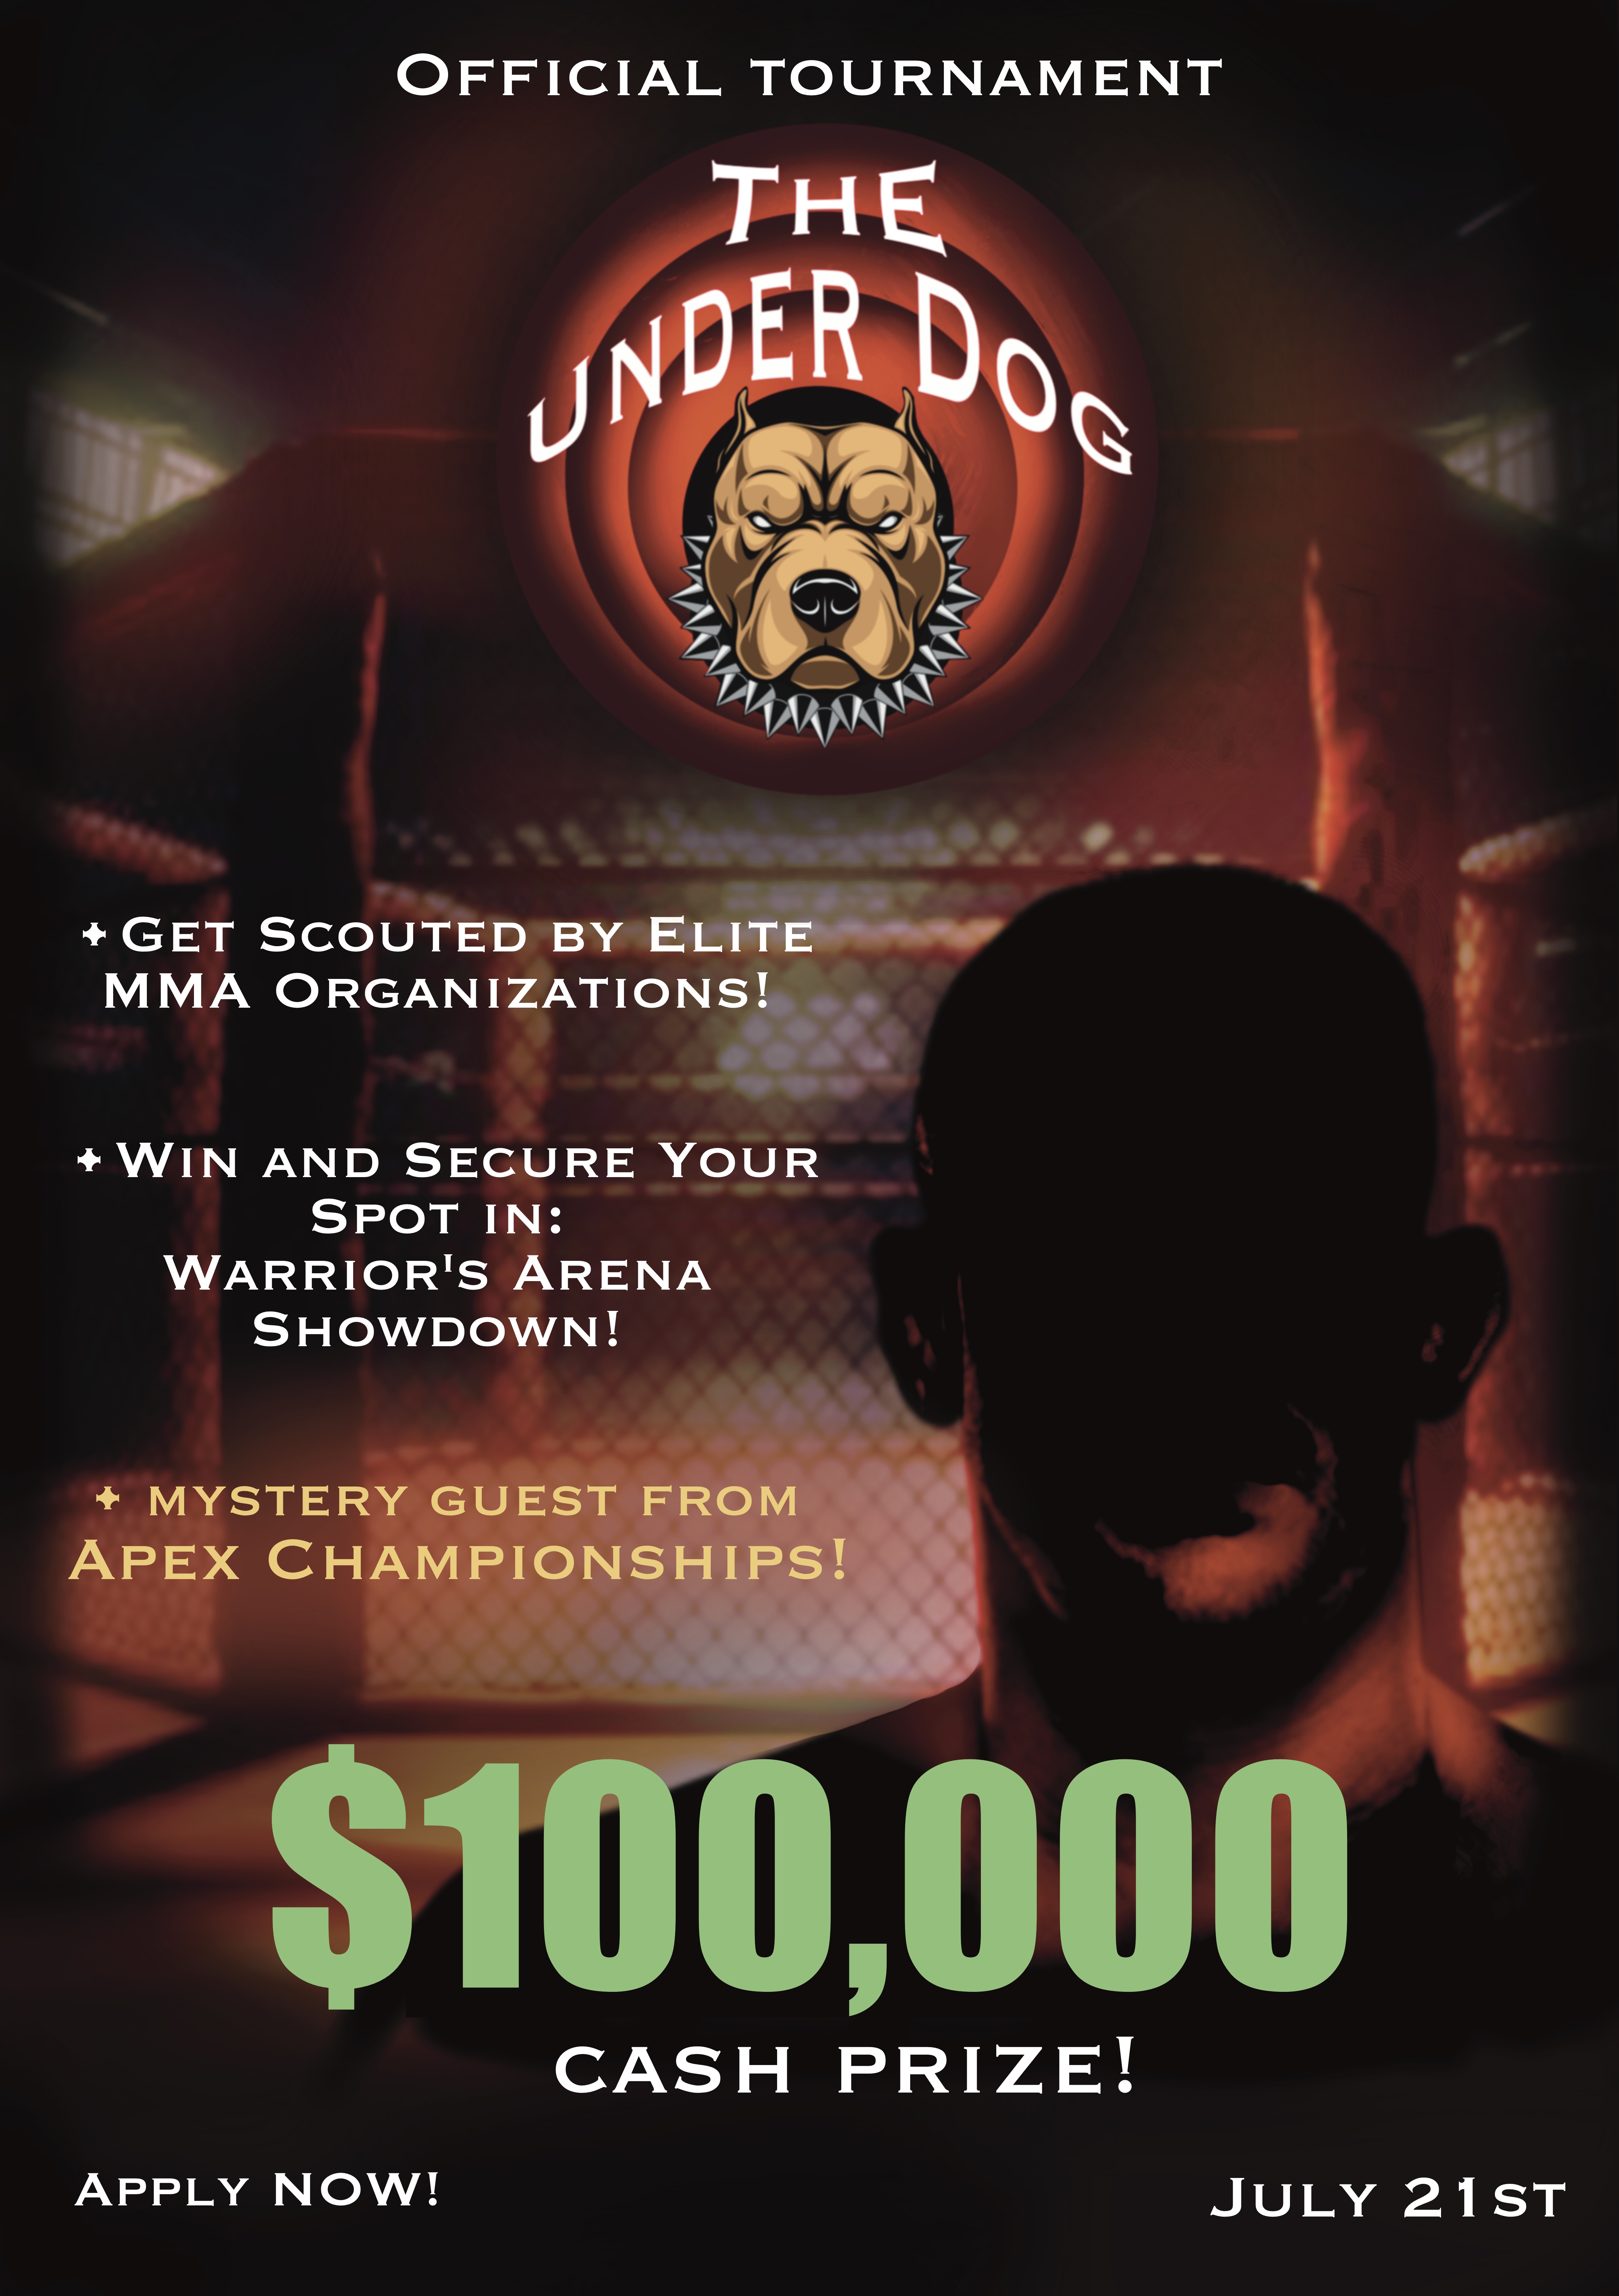 Official tournament
The
Under Dog
Get Scouted by Elite
MMA Organizations!
Win and Secure Your
Spot in:
Warrior's Arena
Showdown!
mystery guest from
Apex Championships!
$100,000
cash prize!
Apply NOW!
July 21st